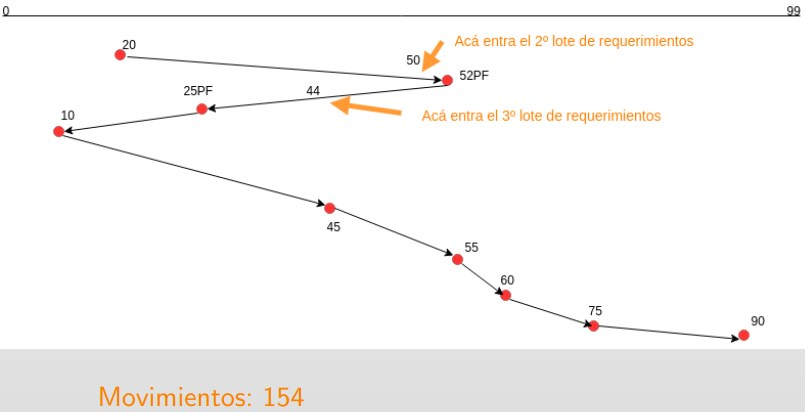 0
99
20
Acá entra el 2º lote de requerimientos
50
52PF
25PF
44
Acá entra el 3º lote de requerimientos
10
45
55
60
75
90
Movimientos: 154